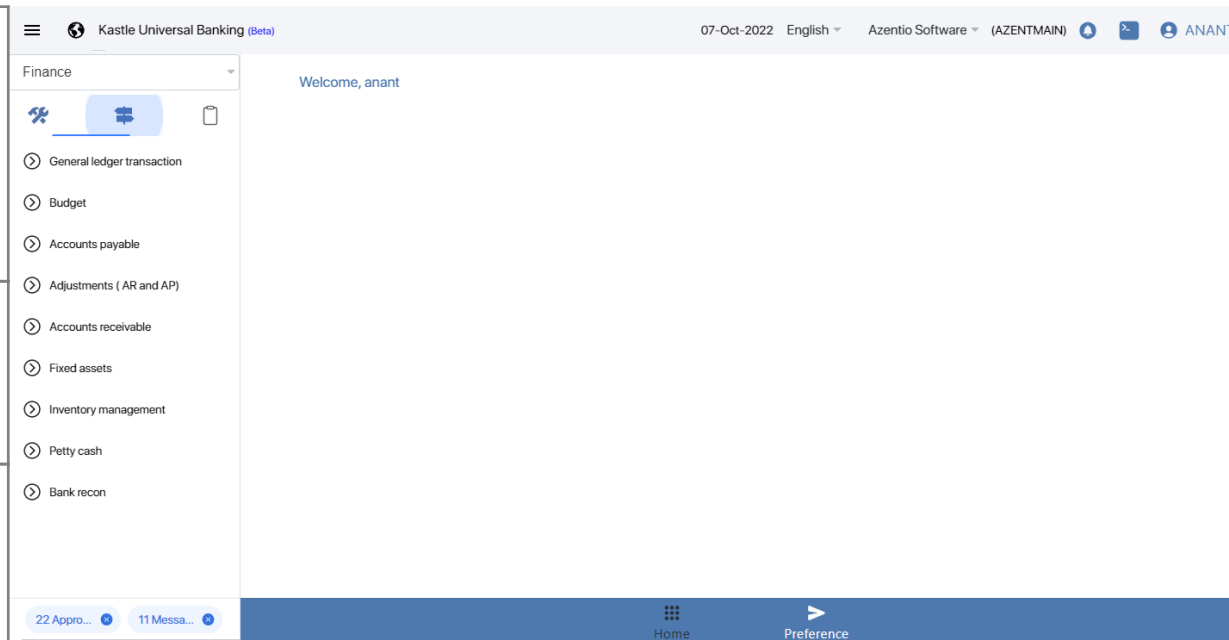 Kastle Universal Banking (Beta) 07-Oct-2022 English Azentio Software (AZENTMAIN) ANANT
Finance
Welcome, anant
General ledger transaction
Budget
Accounts payable
Adjustments ( AR and AP)
Accounts receivable
Fixed assets
Inventory management
Petty cash
Bank recon
22 Appro... 11 Messa...
Home Preference